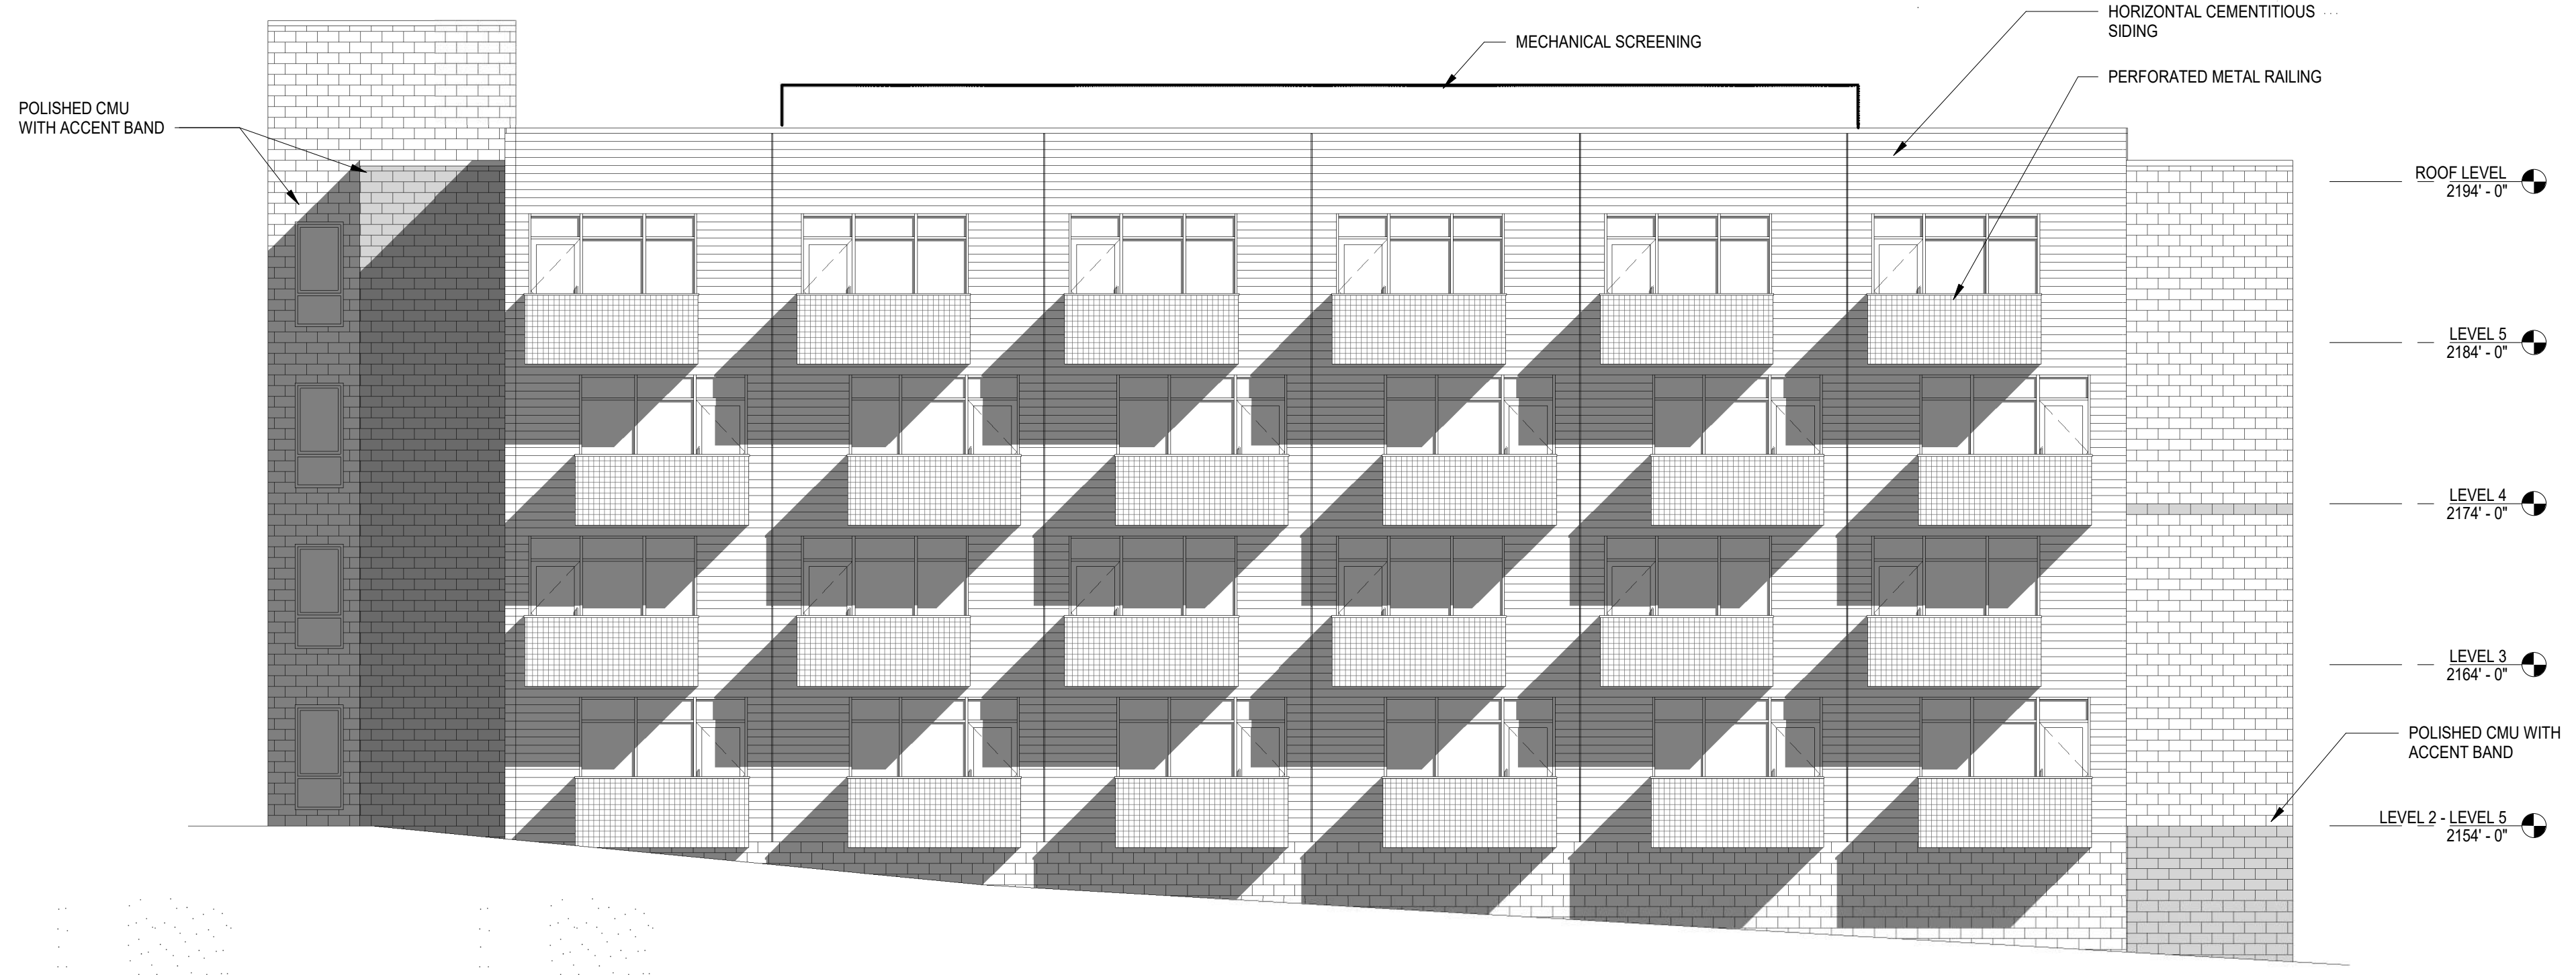 HORIZONTAL CEMENTITIOUS
SIDING
MECHANICAL SCREENING
PERFORATED METAL RAILING
POLISHED CMU
WITH ACCENT BAND
ROOF LEVEL
2194' - 0"
LEVEL 5
2184' - 0"
LEVEL 4
2174' - 0"
LEVEL 3
2164' - 0"
POLISHED CMU WITH
ACCENT BAND
LEVEL 2 - LEVEL 5
2154' - 0"